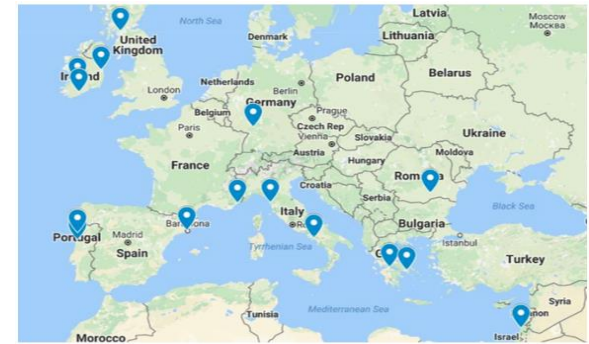 North Sea
Latvia
Moscow
Москва
Denmark
Lithuania
United
Kingdom
Ireland
Netherlands
Berlin
Poland
Belarus
London
Germany
Belgium
Prague
Paris
Czech Rep
Vienna
Slovakia
Ukraine
Austria
Moldova
France
Hungary
Croatia
Serbia
Italy
Black Sea
Bulgaria
Portugal
Madrid
Spain
Tyrrhenian Sea
Istanbul
Turkey
Mediterranean Sea
Syria
Tunisia
Israel
Morocco